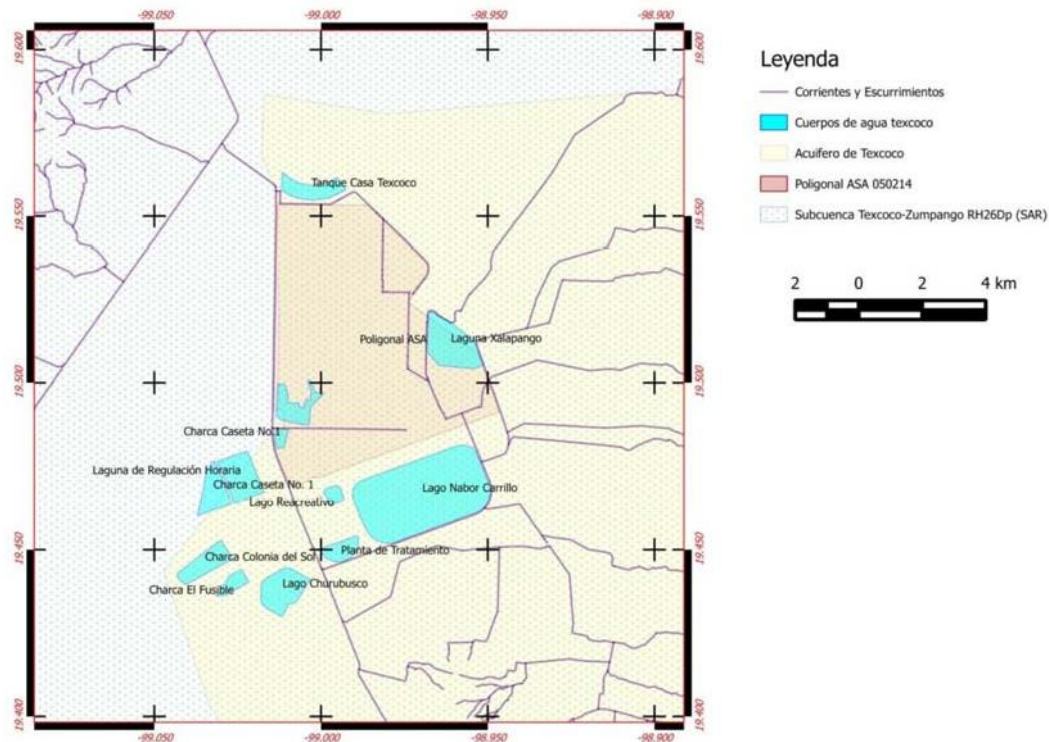 -99.050 -99.000 -98.950 -98.900
19.600 19.600
Leyenda
Corrientes y Escurrimientos
Cuerpos de agua texcoco
Acuifero de Texcoco
Poligonal ASA 050214
Subcuenca Texcoco-Zumpango RH26Dp (SAR)
Tanque Casa Texcoco
19.550 19.550
2 0 2 4 km
Poligonal ASA
Laguna Xalapango
19.500 19.500
Charca Caseta No.1
Laguna de Regulación Horaria
Charca Caseta No. 1
Lago Reacreativo
Lago Nabor Carrillo
19.450 19.450
Planta de Tratamiento
Charca Colonia del Sol
Charca El Fusible
Lago Churubusco
19.400 19.400
-99.050 -99.000 -98.950 -98.900